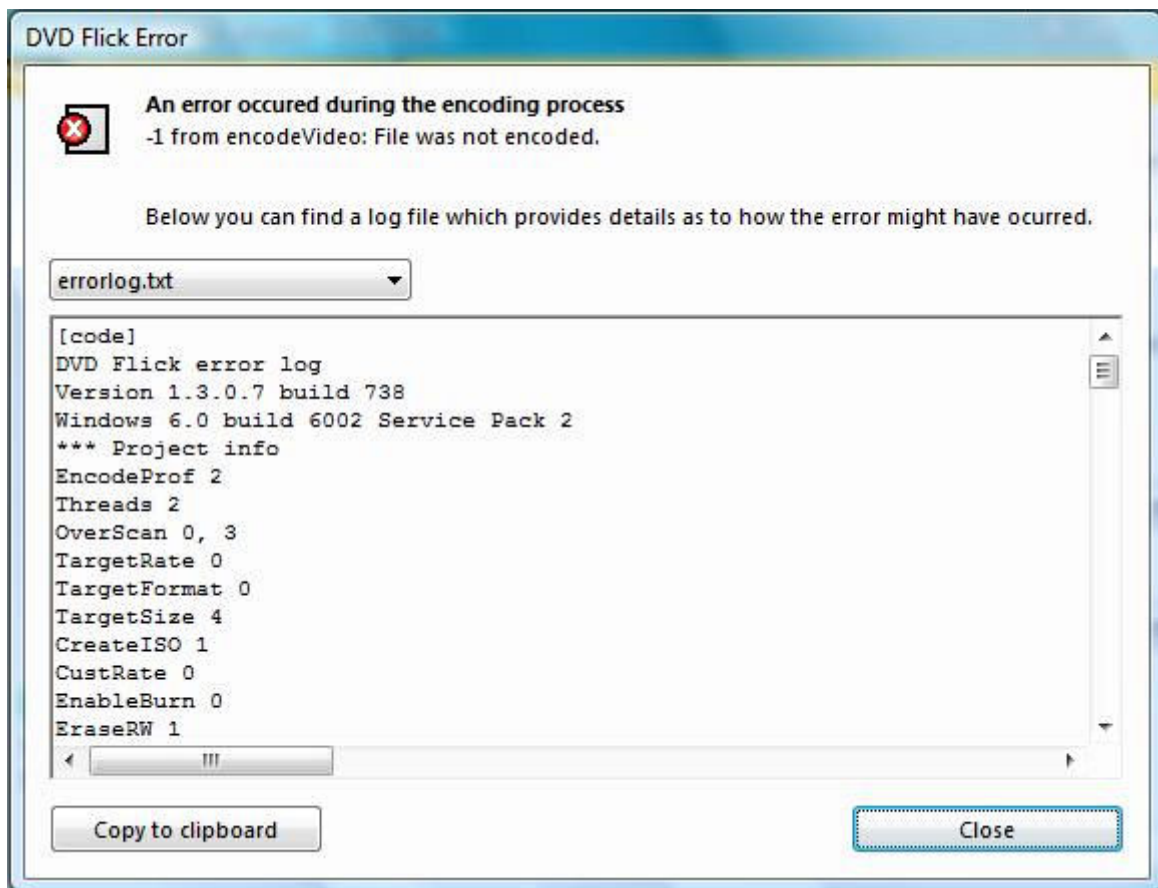 DVD Flick Error
An error occured during the encoding process
-1 from encodeVideo: File was not encoded.
Below you can find a log file which provides details as to how the error might have ocurred.
errorlog.txt
[code]
DVD Flick error log
Version 1.3.0.7 build 738
Windows 6.0 build 6002 Service Pack 2
*** Project info
EncodeProf 2
Threads 2
OverScan 0, 3
TargetRate 0
TargetFormat 0
TargetSize 4
CreateISO 1
CustRate 0
EnableBurn 0
EraseRW 1
Copy to clipboard
Close